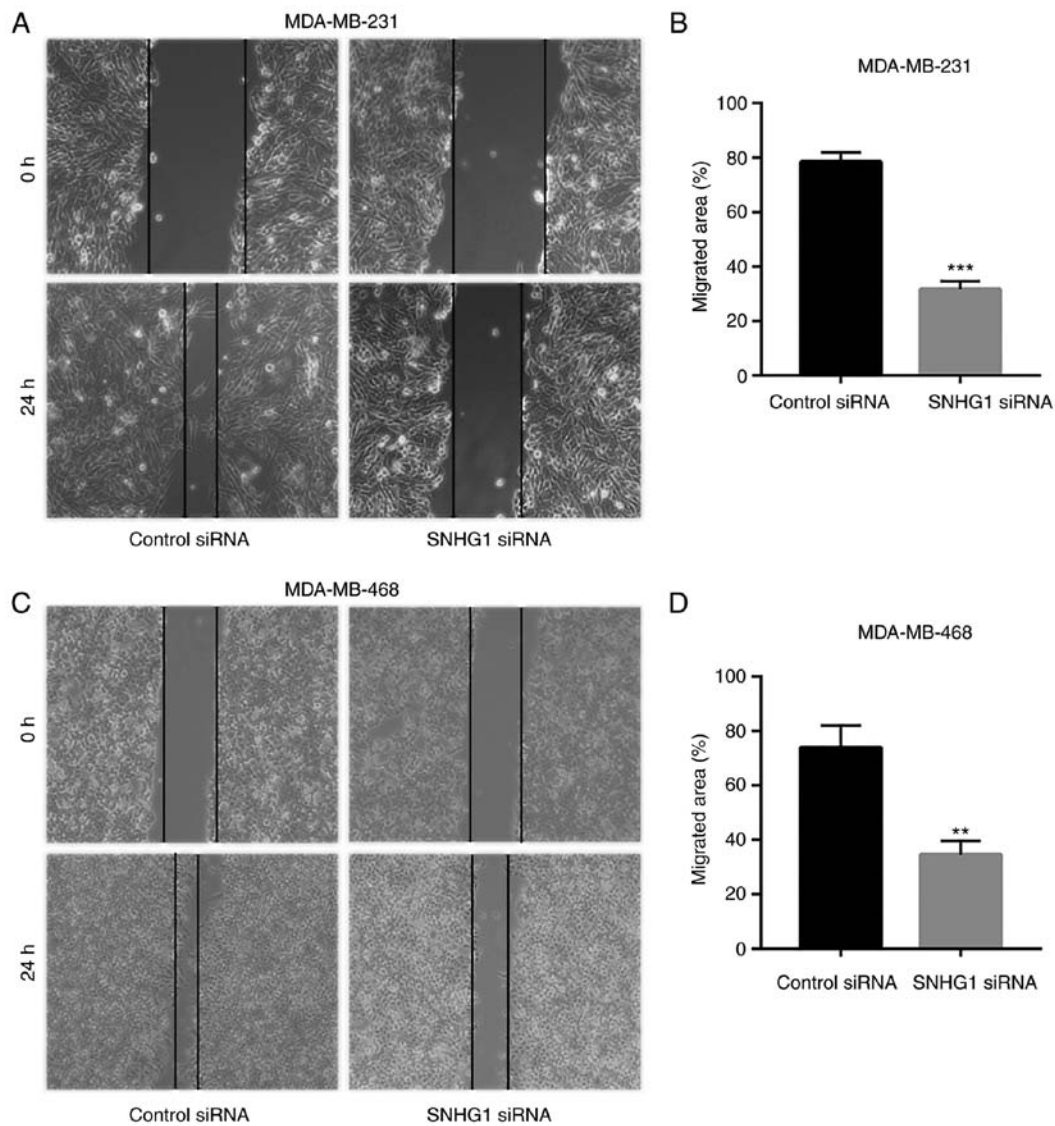 A
MDA-MB-231
0 h
24 h
Control siRNA
SNHG1 siRNA
B
MDA-MB-231
Migrated area (%)
100
80
60
40
20
0
***
Control siRNA
SNHG1 siRNA
C
MDA-MB-468
0 h
24 h
Control siRNA
SNHG1 siRNA
D
MDA-MB-468
Migrated area (%)
100
80
60
40
20
0
**
Control siRNA
SNHG1 siRNA